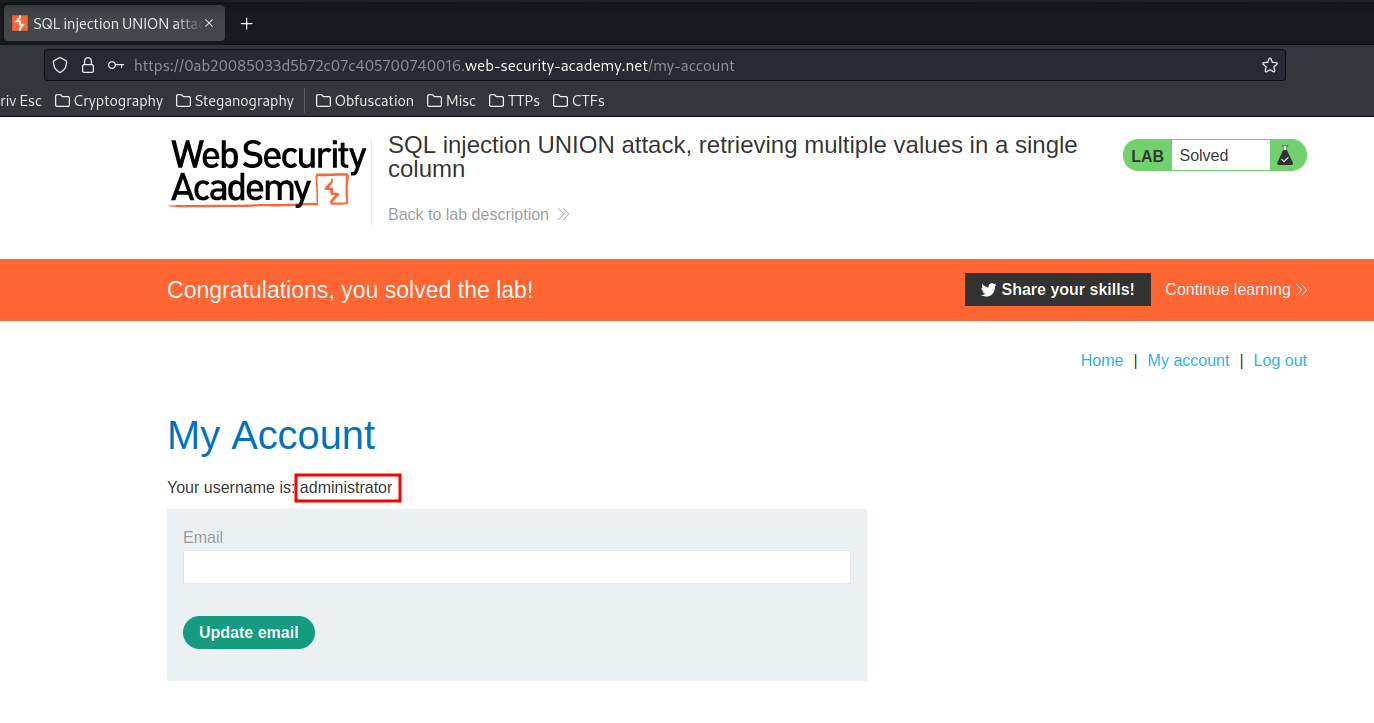 SQL injection UNION atta
https://0ab20085033d5b72c07c405700740016.web-security-academy.net/my-account
riv Esc Cryptography Steganography Obfuscation Misc TTPs CTFs
Web Security
Academy
SQL injection UNION attack, retrieving multiple values in a single
column
Back to lab description
LAB Solved
Congratulations, you solved the lab!
Share your skills!
Continue learning
Home | My account | Log out
My Account
Your username is: administrator
Email
Update email